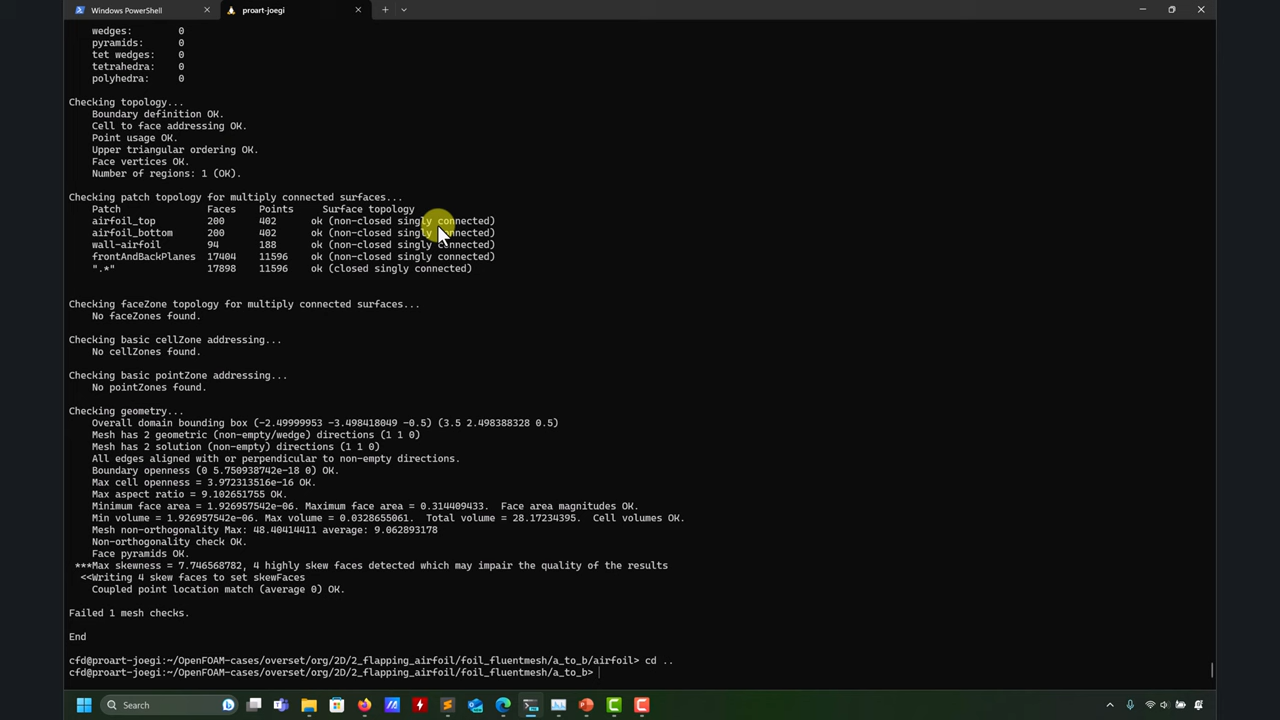 Windows PowerShell
proart-joegi
wedges: 0
pyramids: 0
tet wedges: 0
tetrahedra: 0
polyhedra: 0
Checking topology...
Boundary definition OK.
Cell to face addressing OK.
Point usage OK.
Upper triangular ordering OK.
Face vertices OK.
Number of regions: 1 (OK).
Checking patch topology for multiply connected surfaces...
Patch Faces Points Surface topology
airfoil_top 200 402 ok (non-closed singly connected)
airfoil_bottom 200 402 ok (non-closed singly connected)
wall-airfoil 94 188 ok (non-closed singly connected)
frontAndBackPlanes 17404 11596 ok (non-closed singly connected)
".*" 17898 11596 ok (closed singly connected)
Checking faceZone topology for multiply connected surfaces...
No faceZones found.
Checking basic cellZone addressing...
No cellZones found.
Checking basic pointZone addressing...
No pointZones found.
Checking geometry...
Overall domain bounding box (-2.49999953 -3.498418049 -0.5) (3.5 2.498388328 0.5)
Mesh has 2 geometric (non-empty/wedge) directions (1 1 0)
Mesh has 2 solution (non-empty) directions (1 1 0)
All edges aligned with or perpendicular to non-empty directions.
Boundary openness (0 5.750938742e-18 0) OK.
Max cell openness = 3.972313516e-16 OK.
Max aspect ratio = 9.102651755 OK.
Minimum face area = 1.926957542e-06. Maximum face area = 0.314409433. Face area magnitudes OK.
Min volume = 1.926957542e-06. Max volume = 0.0328655061. Total volume = 28.17234395. Cell volumes OK.
Mesh non-orthogonality Max: 48.40414411 average: 9.062893178
Non-orthogonality check OK.
Face pyramids OK.
***Max skewness = 7.746568782, 4 highly skew faces detected which may impair the quality of the results
<<Writing 4 skew faces to set skewFaces
Coupled point location match (average 0) OK.
Failed 1 mesh checks.
End
cfd@proart-joegi:~/OpenFOAM-cases/overset/org/2D/2_flapping_airfoil/foil_fluentmesh/a_to_b/airfoil> cd ..
cfd@proart-joegi:~/OpenFOAM-cases/overset/org/2D/2_flapping_airfoil/foil_fluentmesh/a_to_b>
Search